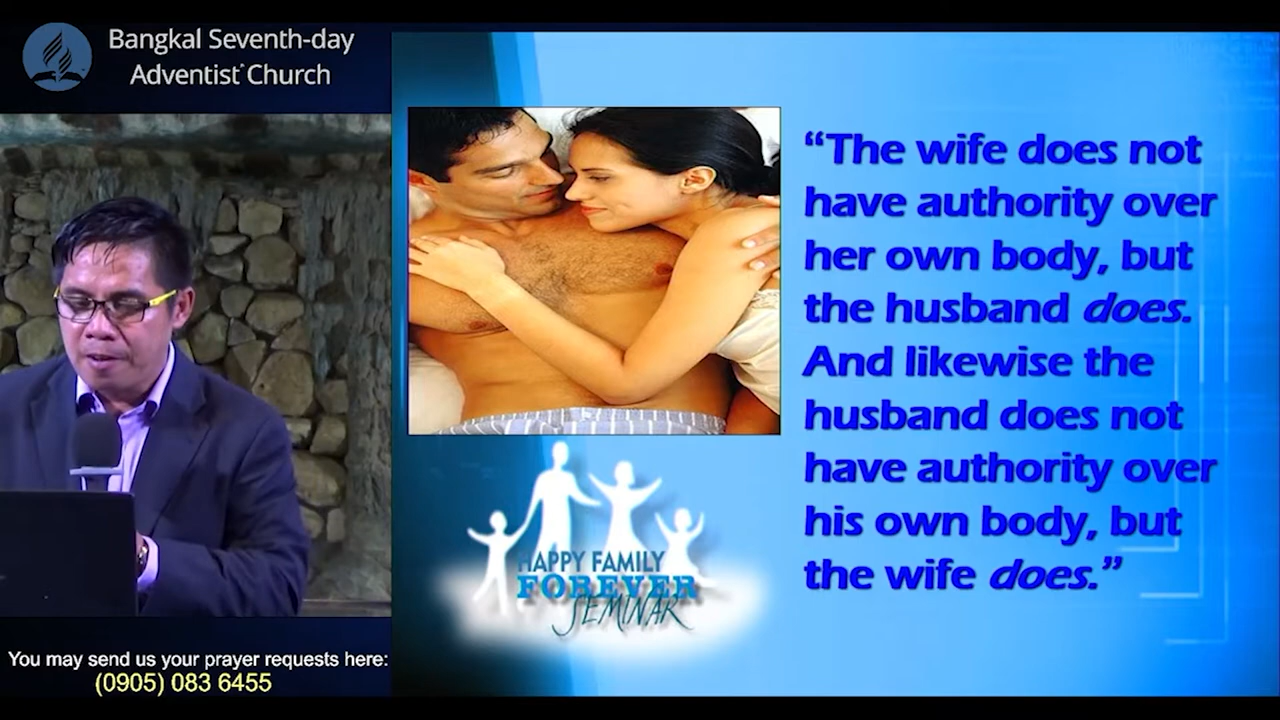 Bangkal Seventh-day
Adventist® Church
“The wife does not
have authority over
her own body, but
the husband does.
And likewise the
husband does not
have authority over
his own body, but
the wife does.”
HAPPY FAMILY
FOREVER
SEMINAR
You may send us your prayer requests here:
(0905) 083 6455